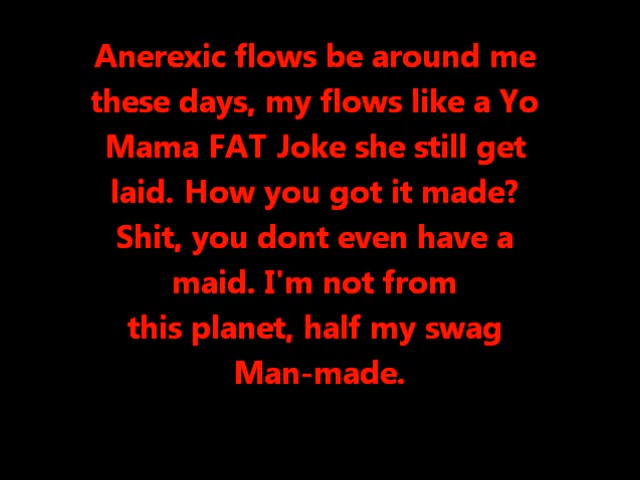 Anerexic flows be around me
these days, my flows like a Yo
Mama FAT Joke she still get
laid. How you got it made?
Shit, you dont even have a
maid. I'm not from
this planet, half my swag
Man-made.